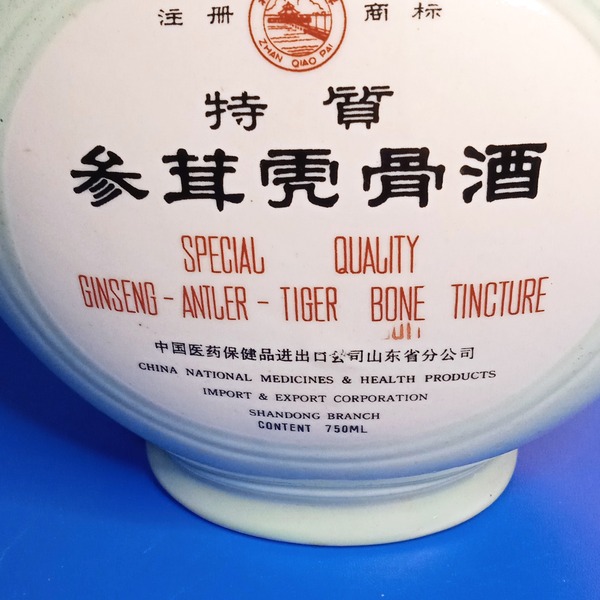 注册 商标
ZHAN QIAO PAI
特質
参茸虎骨酒
SPECIAL QUALITY
GINSENG - ANTLER - TIGER BONE TINCTURE
中国医药保健品进出口公司山东省分公司
CHINA NATIONAL MEDICINES & HEALTH PRODUCTS
IMPORT & EXPORT CORPORATION
SHANDONG BRANCH
CONTENT 750ML